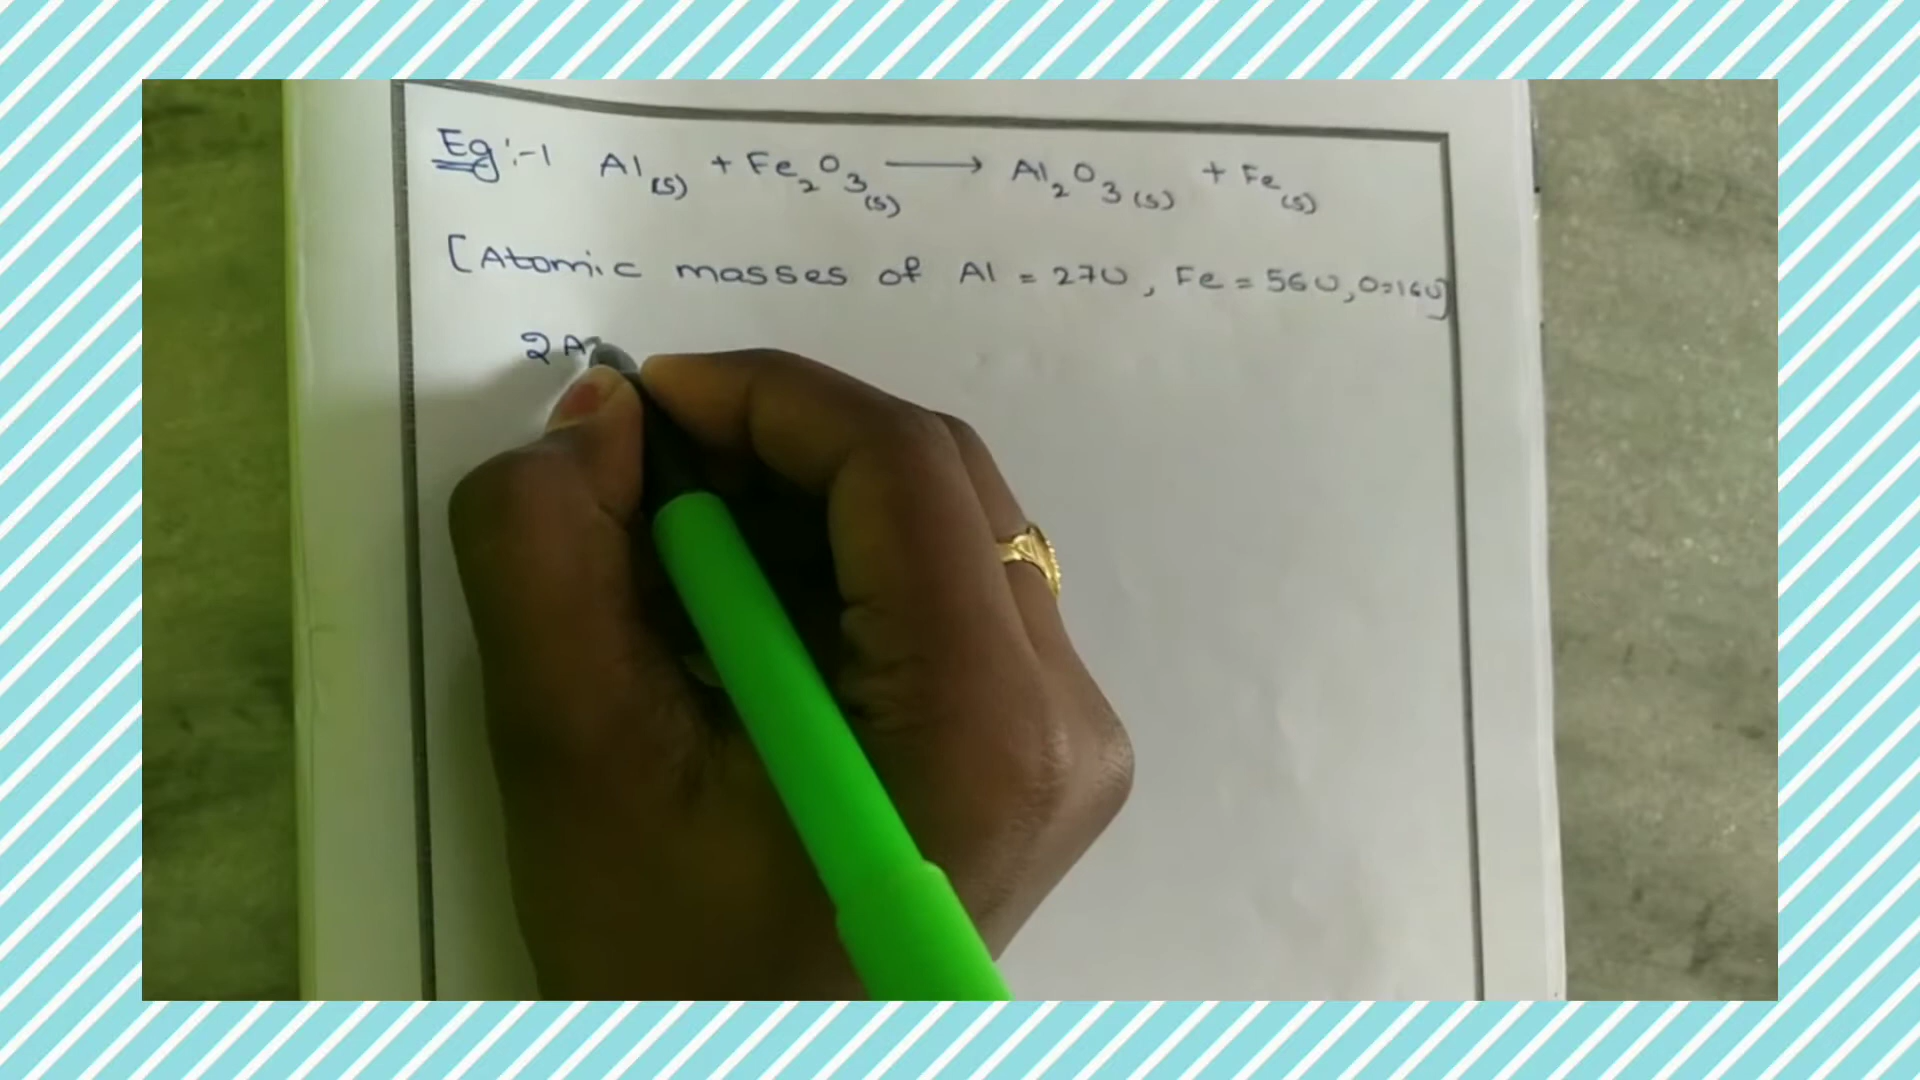 Eg:-1 Al(s) + Fe2O3(s) ⟶ Al2O3(s) + Fe(s)
[Atomic masses of Al = 27U, Fe = 56U, O=16U]
2A